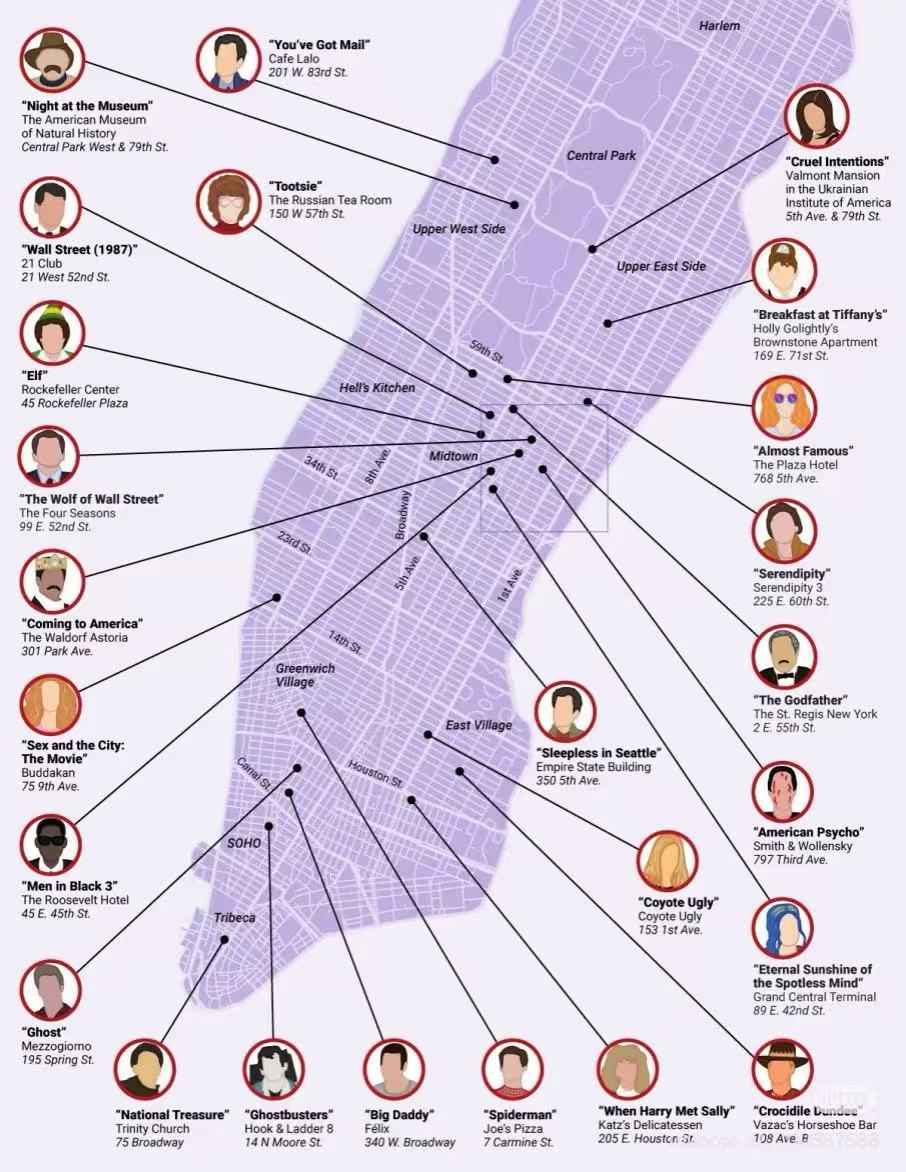 Harlem
"You've Got Mail"
Cafe Lalo
201 W. 83rd St.
"Night at the Museum"
The American Museum
of Natural History
Central Park West & 79th St.
Central Park
"Cruel Intentions"
Valmont Mansion
in the Ukrainian
Institute of America
5th Ave. & 79th St.
"Tootsie"
The Russian Tea Room
150 W 57th St.
Upper West Side
"Wall Street (1987)"
21 Club
21 West 52nd St.
Upper East Side
"Breakfast at Tiffany's"
Holly Golightly's
Brownstone Apartment
169 E. 71st St.
59th St.
"Elf"
Rockefeller Center
45 Rockefeller Plaza
Hell's Kitchen
"Almost Famous"
The Plaza Hotel
768 5th Ave.
Midtown
34th St.
8th Ave.
"The Wolf of Wall Street"
The Four Seasons
99 E. 52nd St.
Broadway
23rd St.
5th Ave.
1st Ave.
"Serendipity"
Serendipity 3
225 E. 60th St.
"Coming to America"
The Waldorf Astoria
301 Park Ave.
14th St.
Greenwich
Village
"The Godfather"
The St. Regis New York
2 E. 55th St.
East Village
"Sex and the City:
The Movie"
Buddakan
75 9th Ave.
"Sleepless in Seattle"
Empire State Building
350 5th Ave.
Canal St.
Houston St.
"American Psycho"
Smith & Wollensky
797 Third Ave.
SOHO
"Men in Black 3"
The Roosevelt Hotel
45 E. 45th St.
"Coyote Ugly"
Coyote Ugly
153 1st Ave.
Tribeca
"Eternal Sunshine of
the Spotless Mind"
Grand Central Terminal
89 E. 42nd St.
"Ghost"
Mezzogiorno
195 Spring St.
"National Treasure"
Trinity Church
75 Broadway
"Ghostbusters"
Hook & Ladder 8
14 N Moore St.
"Big Daddy"
Félix
340 W. Broadway
"Spiderman"
Joe's Pizza
7 Carmine St.
"When Harry Met Sally"
Katz's Delicatessen
205 E. Houston St.
"Crocidile Dundee"
Vazac's Horseshoe Bar
108 Ave. B